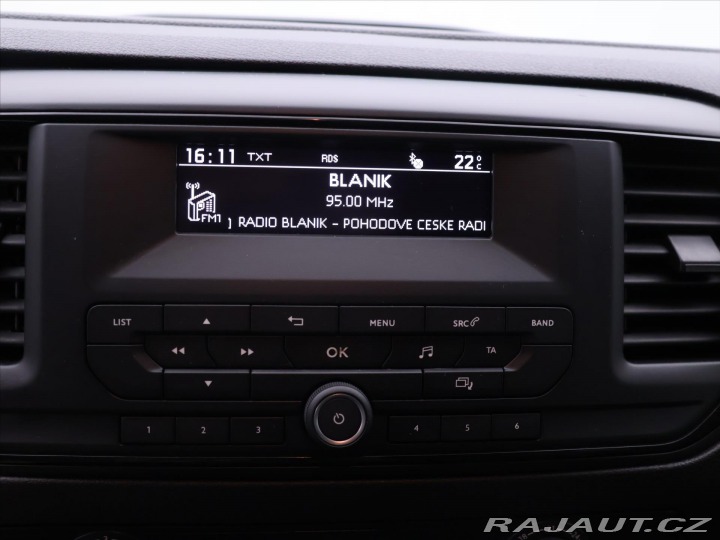 16:11 TXT RDS 22°C
BLANIK
95.00 MHz
FM1 ) RADIO BLANIK - POHODOVE CESKE RADI
LIST MENU SRC BAND
OK TA
1 2 3 4 5 6
RAJAUT.CZ